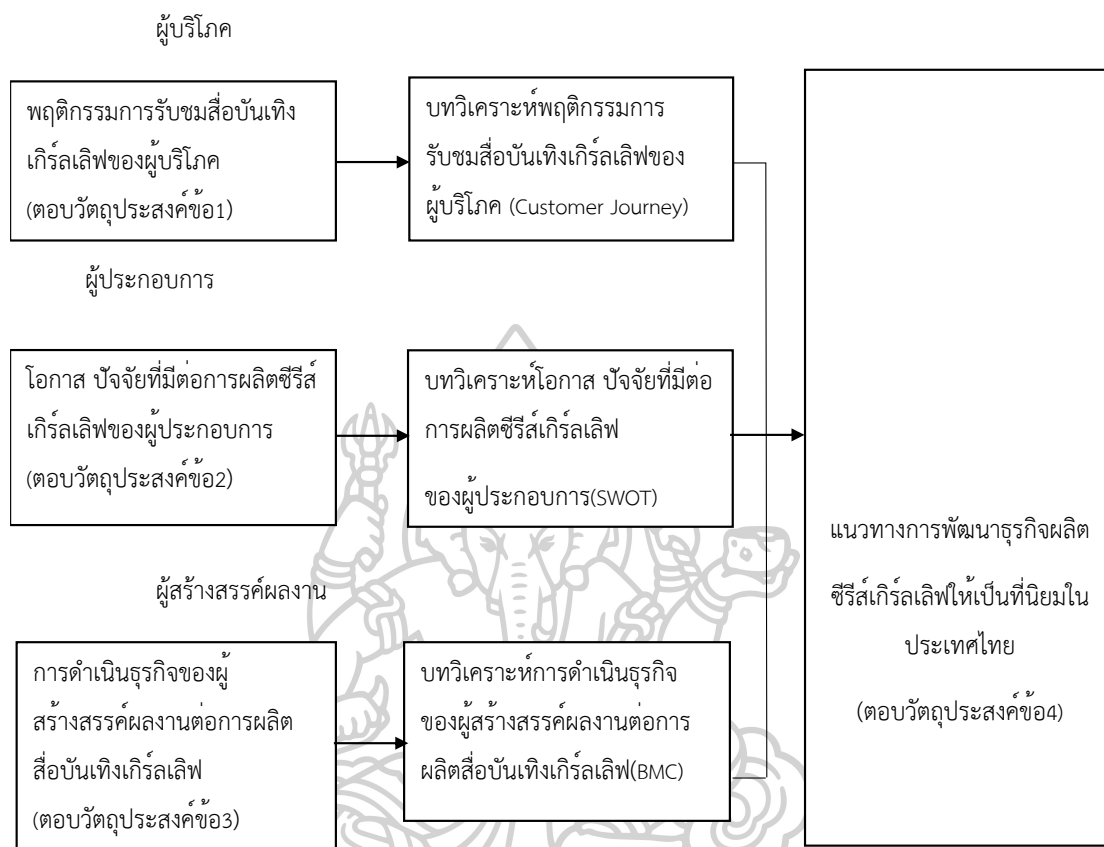 ผู้บริโภค
พฤติกรรมการรับชมสื่อบันเทิง
เกิร์ลเลิฟของผู้บริโภค
(ตอบวัตถุประสงค์ข้อ1)
บทวิเคราะห์พฤติกรรมการ
รับชมสื่อบันเทิงเกิร์ลเลิฟของ
ผู้บริโภค (Customer Journey)
ผู้ประกอบการ
โอกาส ปัจจัยที่มีต่อการผลิตซีรีส์
เกิร์ลเลิฟของผู้ประกอบการ
(ตอบวัตถุประสงค์ข้อ2)
บทวิเคราะห์โอกาส ปัจจัยที่มีต่อ
การผลิตซีรีส์เกิร์ลเลิฟ
ของผู้ประกอบการ(SWOT)
ผู้สร้างสรรค์ผลงาน
การดำเนินธุรกิจของผู้
สร้างสรรค์ผลงานต่อการผลิต
สื่อบันเทิงเกิร์ลเลิฟ
(ตอบวัตถุประสงค์ข้อ3)
บทวิเคราะห์การดำเนินธุรกิจ
ของผู้สร้างสรรค์ผลงานต่อการ
ผลิตสื่อบันเทิงเกิร์ลเลิฟ(BMC)
แนวทางการพัฒนาธุรกิจผลิต
ซีรีส์เกิร์ลเลิฟให้เป็นที่นิยมใน
ประเทศไทย
(ตอบวัตถุประสงค์ข้อ4)